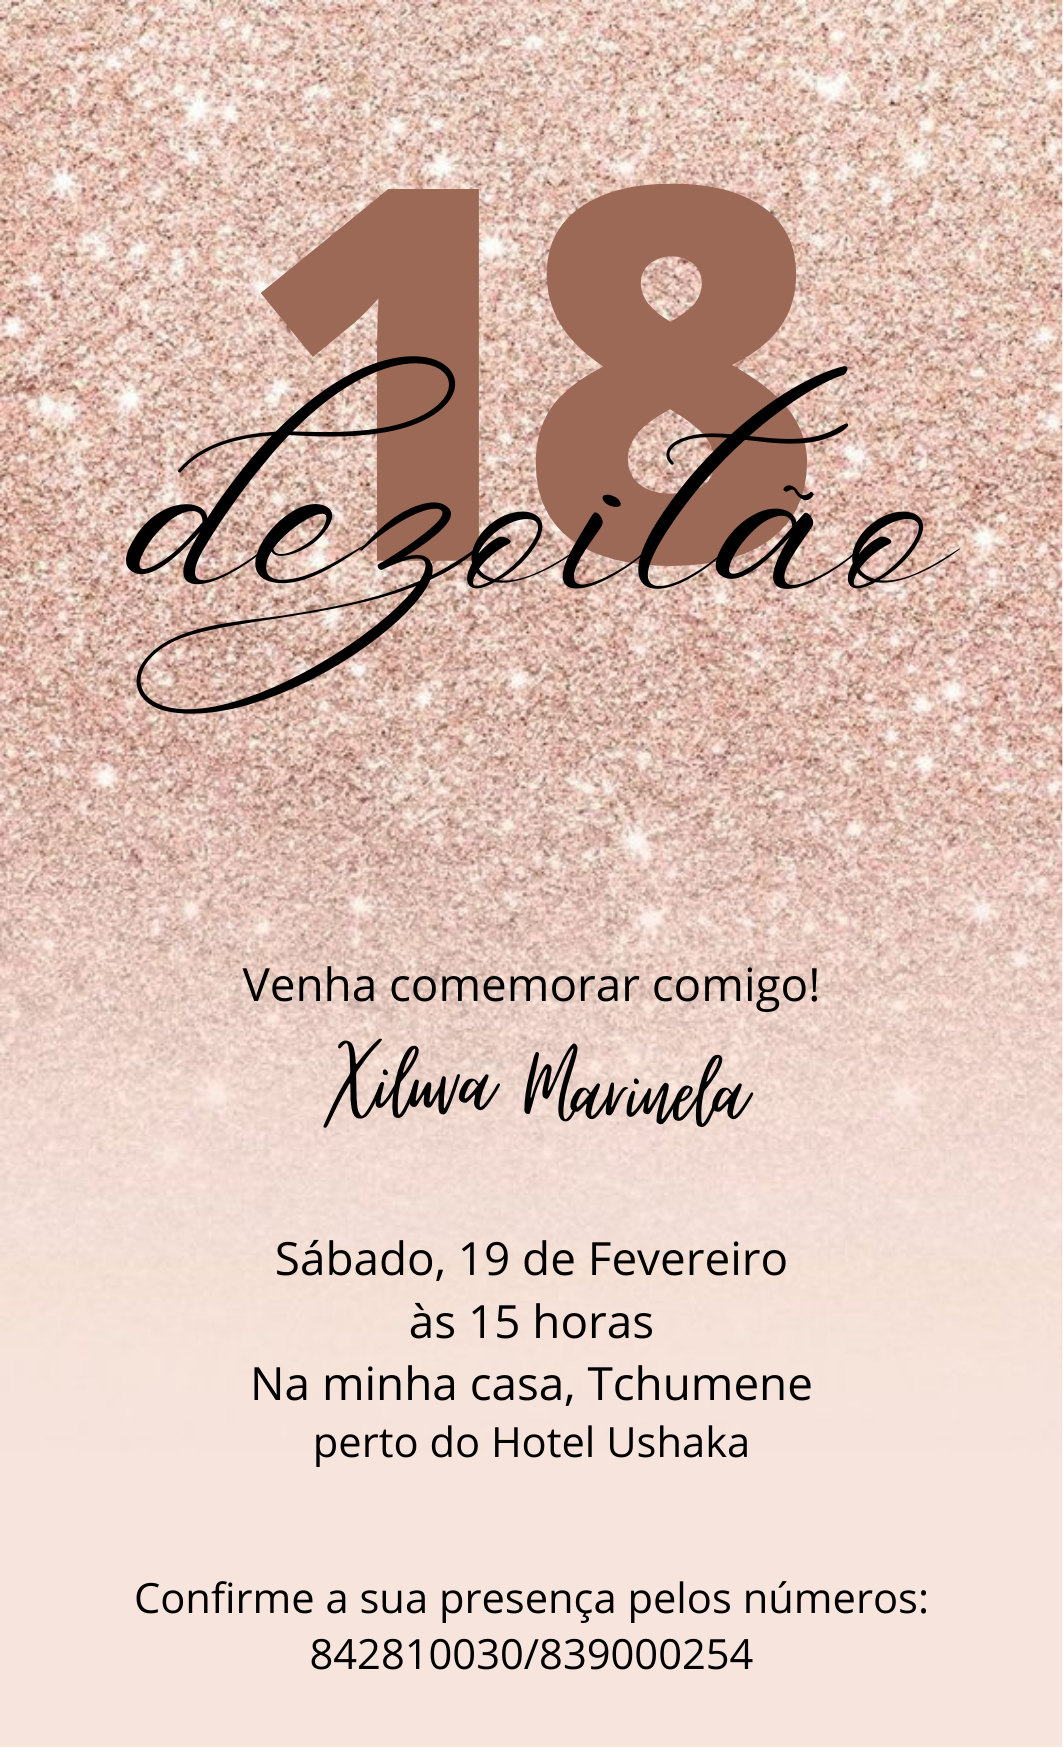 18
dezoitão
Venha comemorar comigo!
Xiluva Marinela
Sábado, 19 de Fevereiro
às 15 horas
Na minha casa, Tchumene
perto do Hotel Ushaka
Confirme a sua presença pelos números:
842810030/839000254